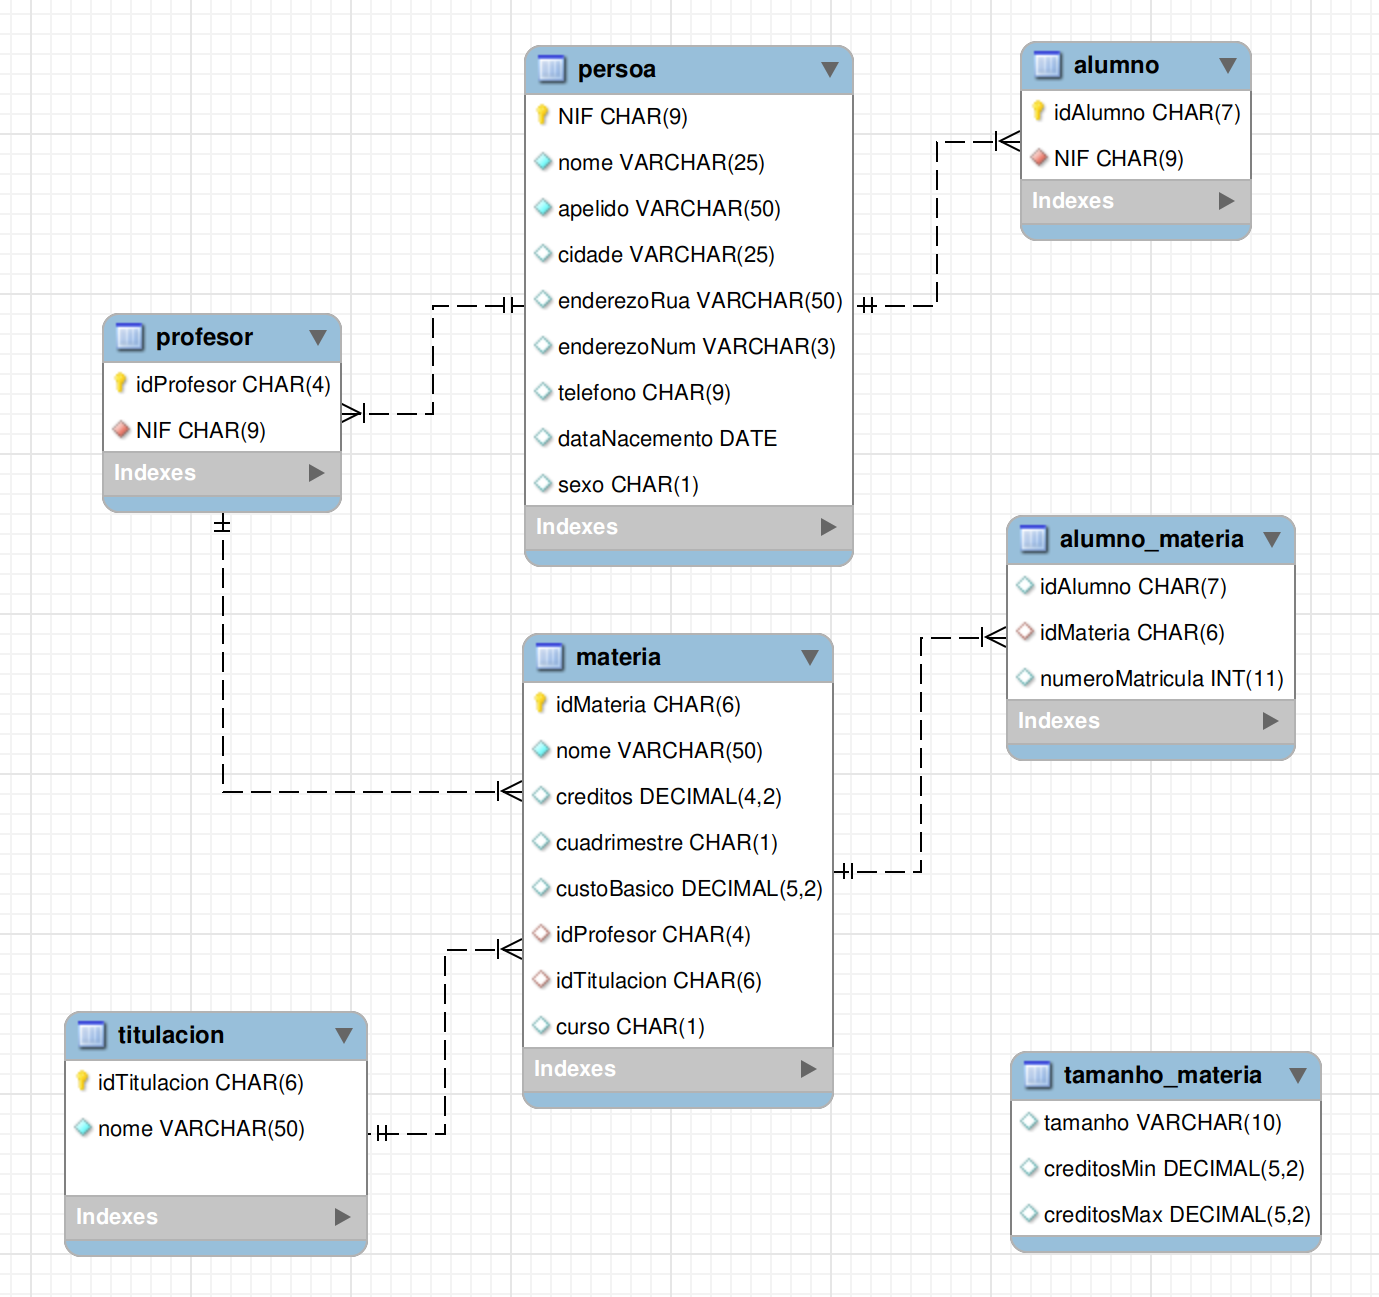 persoa
NIF CHAR(9)
nome VARCHAR(25)
apelido VARCHAR(50)
cidade VARCHAR(25)
enderezoRua VARCHAR(50)
enderezoNum VARCHAR(3)
telefono CHAR(9)
dataNacemento DATE
sexo CHAR(1)
Indexes
alumno
idAlumno CHAR(7)
NIF CHAR(9)
Indexes
profesor
idProfesor CHAR(4)
NIF CHAR(9)
Indexes
alumno_materia
idAlumno CHAR(7)
idMateria CHAR(6)
numeroMatricula INT(11)
Indexes
materia
idMateria CHAR(6)
nome VARCHAR(50)
creditos DECIMAL(4,2)
cuadrimestre CHAR(1)
custoBasico DECIMAL(5,2)
idProfesor CHAR(4)
idTitulacion CHAR(6)
curso CHAR(1)
Indexes
titulacion
idTitulacion CHAR(6)
nome VARCHAR(50)
Indexes
tamanho_materia
tamanho VARCHAR(10)
creditosMin DECIMAL(5,2)
creditosMax DECIMAL(5,2)